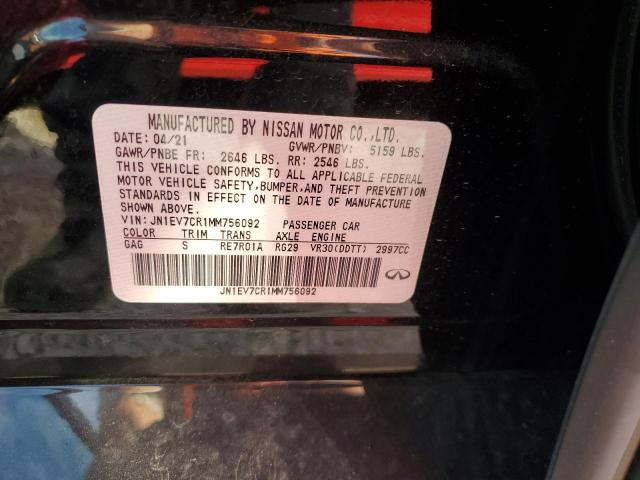 MANUFACTURED BY NISSAN MOTOR CO.,LTD.
DATE: 04/21 GVWR/PNBV: 5159 LBS.
GAWR/PNBE FR: 2646 LBS. RR: 2546 LBS.
THIS VEHICLE CONFORMS TO ALL APPLICABLE FEDERAL
MOTOR VEHICLE SAFETY, BUMPER, AND THEFT PREVENTION
STANDARDS IN EFFECT ON THE DATE OF MANUFACTURE
SHOWN ABOVE.
VIN: JN1EV7CR1MM756092 PASSENGER CAR
COLOR TRIM TRANS AXLE ENGINE
GAG S RE7R01A RG29 VR30(DDTT) 2997CC
JN1EV7CR1MM756092